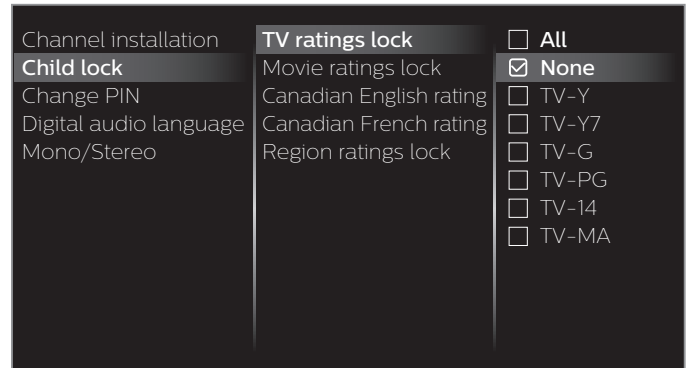 Channel installation
Child lock
Change PIN
Digital audio language
Mono/Stereo
TV ratings lock
Movie ratings lock
Canadian English rating
Canadian French rating
Region ratings lock
All
None
TV-Y
TV-Y7
TV-G
TV-PG
TV-14
TV-MA